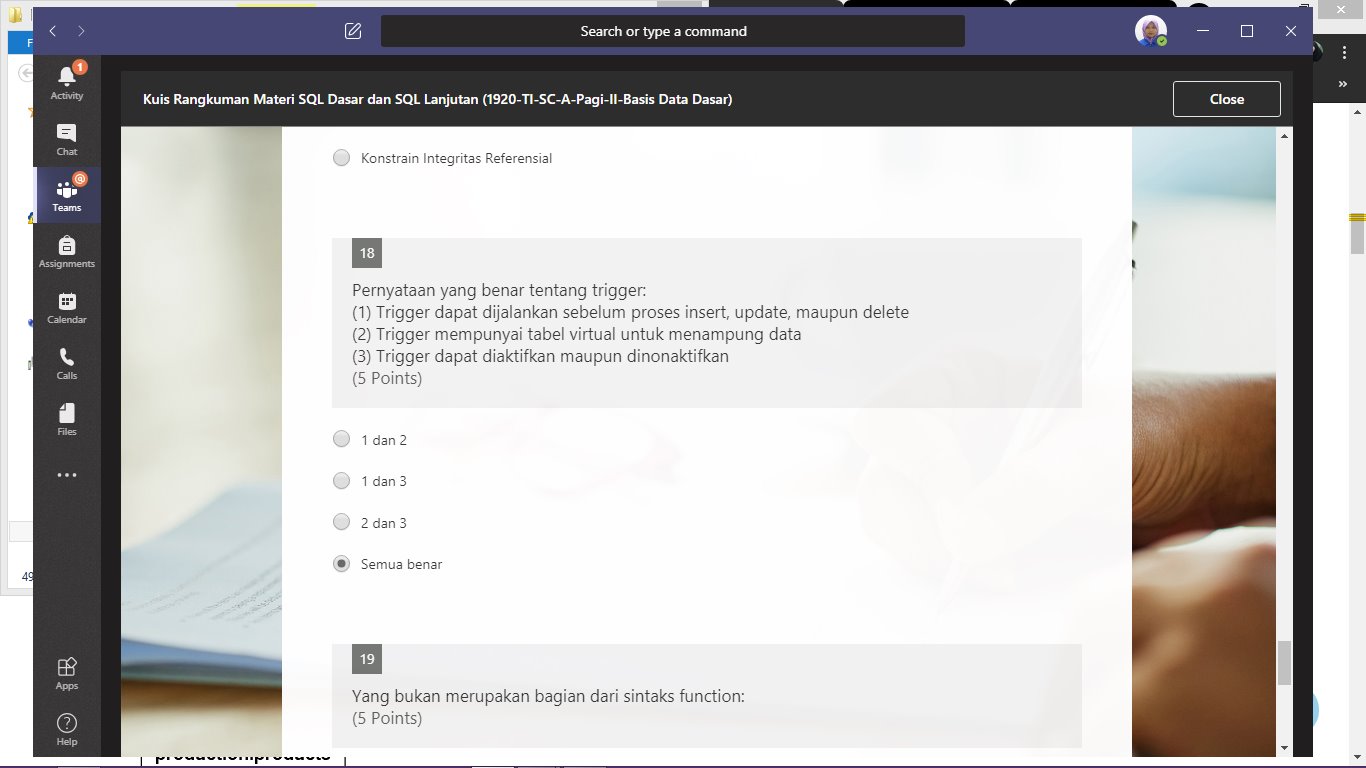 Search or type a command
1
Activity
Chat
Teams
Assignments
Calendar
Calls
Files
Apps
Help
Kuis Rangkuman Materi SQL Dasar dan SQL Lanjutan (1920-TI-SC-A-Pagi-II-Basis Data Dasar)
Close
Konstrain Integritas Referensial
18
Pernyataan yang benar tentang trigger:
(1) Trigger dapat dijalankan sebelum proses insert, update, maupun delete
(2) Trigger mempunyai tabel virtual untuk menampung data
(3) Trigger dapat diaktifkan maupun dinonaktifkan
(5 Points)
1 dan 2
1 dan 3
2 dan 3
Semua benar
19
Yang bukan merupakan bagian dari sintaks function:
(5 Points)
F
49